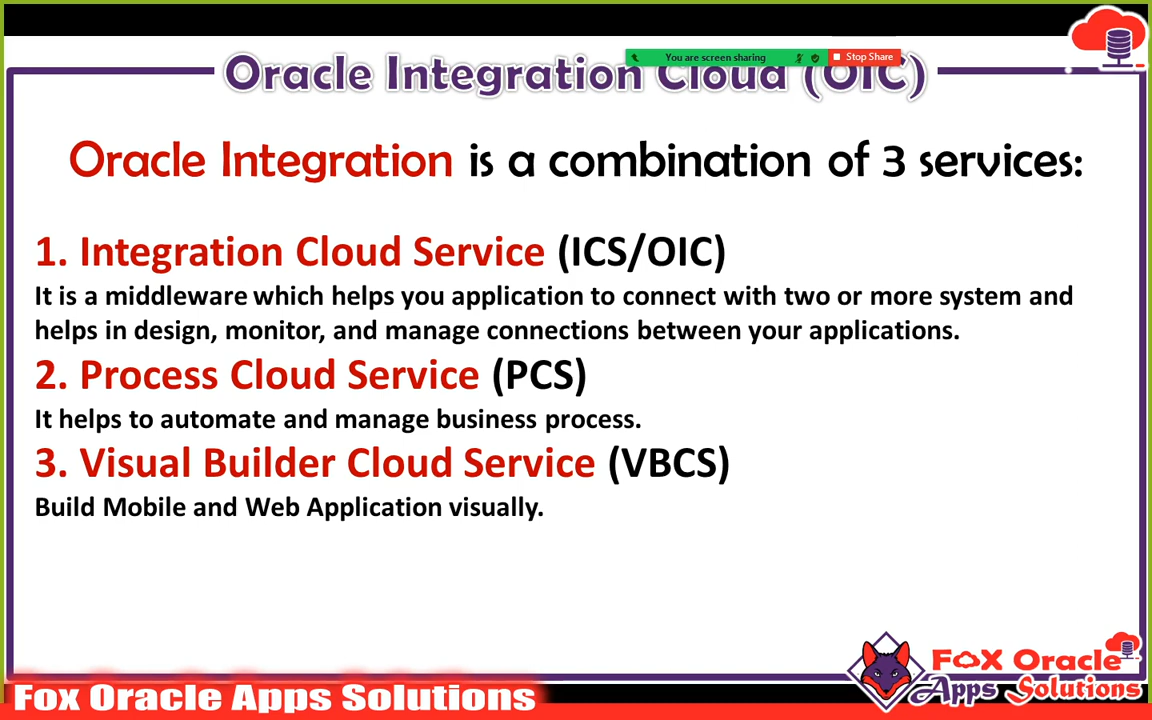 You are screen sharing
Stop Share
Oracle Integration Cloud (OIC)
Oracle Integration is a combination of 3 services:
1. Integration Cloud Service (ICS/OIC)
It is a middleware which helps you application to connect with two or more system and
helps in design, monitor, and manage connections between your applications.
2. Process Cloud Service (PCS)
It helps to automate and manage business process.
3. Visual Builder Cloud Service (VBCS)
Build Mobile and Web Application visually.
FOX Oracle
Apps Solutions
Fox Oracle Apps Solutions